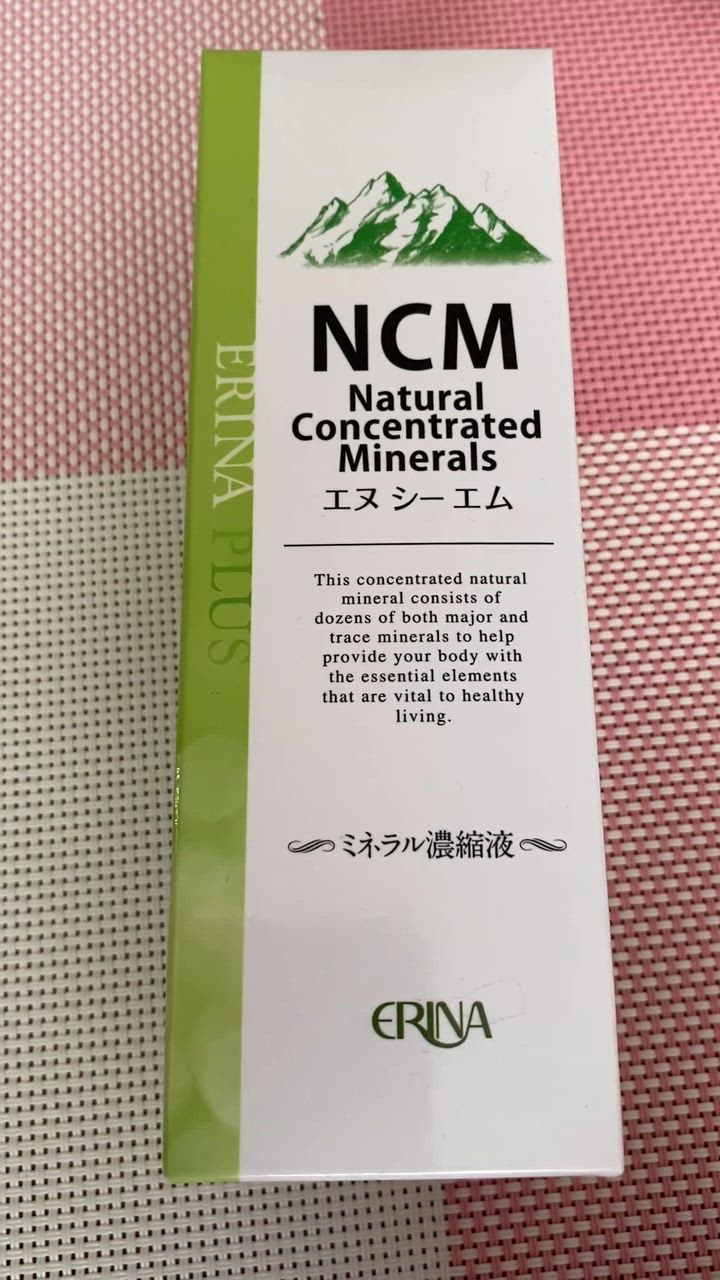 NCM
Natural
Concentrated
Minerals
エヌ シー エム
This concentrated natural
mineral consists of
dozens of both major and
trace minerals to help
provide your body with
the essential elements
that are vital to healthy
living.
ミネラル濃縮液
ERINA
ERINA PLUS